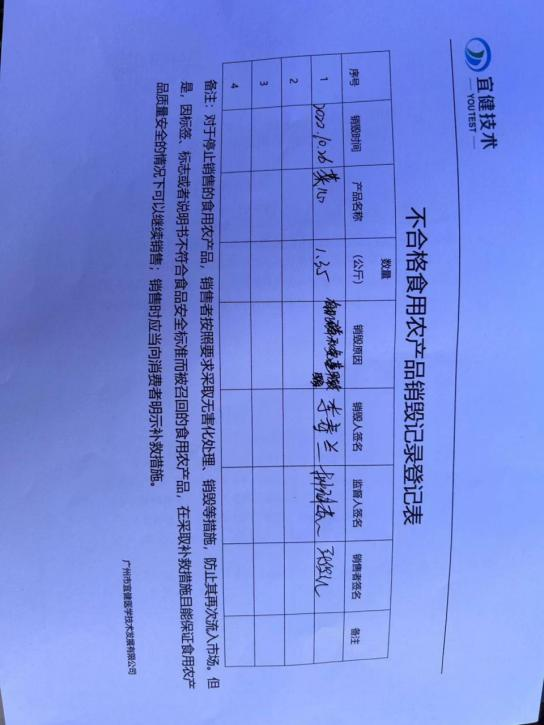 宜健技术
YOUTEST
不合格食用农产品销毁记录登记表
序号 销毁时间 产品名称 数量（公斤） 销毁原因 销毁人签名 监督人签名 销售者签名 备注
1 2022.10.26 菜心 1.35
2
3
4
备注：对于停止销售的食用农产品，销售者按照要求采取无害化处理、销毁等措施，防止其再次流入市场。但
是，因标签、标志或者说明书不符合食品安全标准而被召回的食用农产品，在采取补救措施且能保证食用农产
品质量安全的情况下可以继续销售；销售时应当向消费者明示补救措施。
广州市宜健医学技术发展有限公司